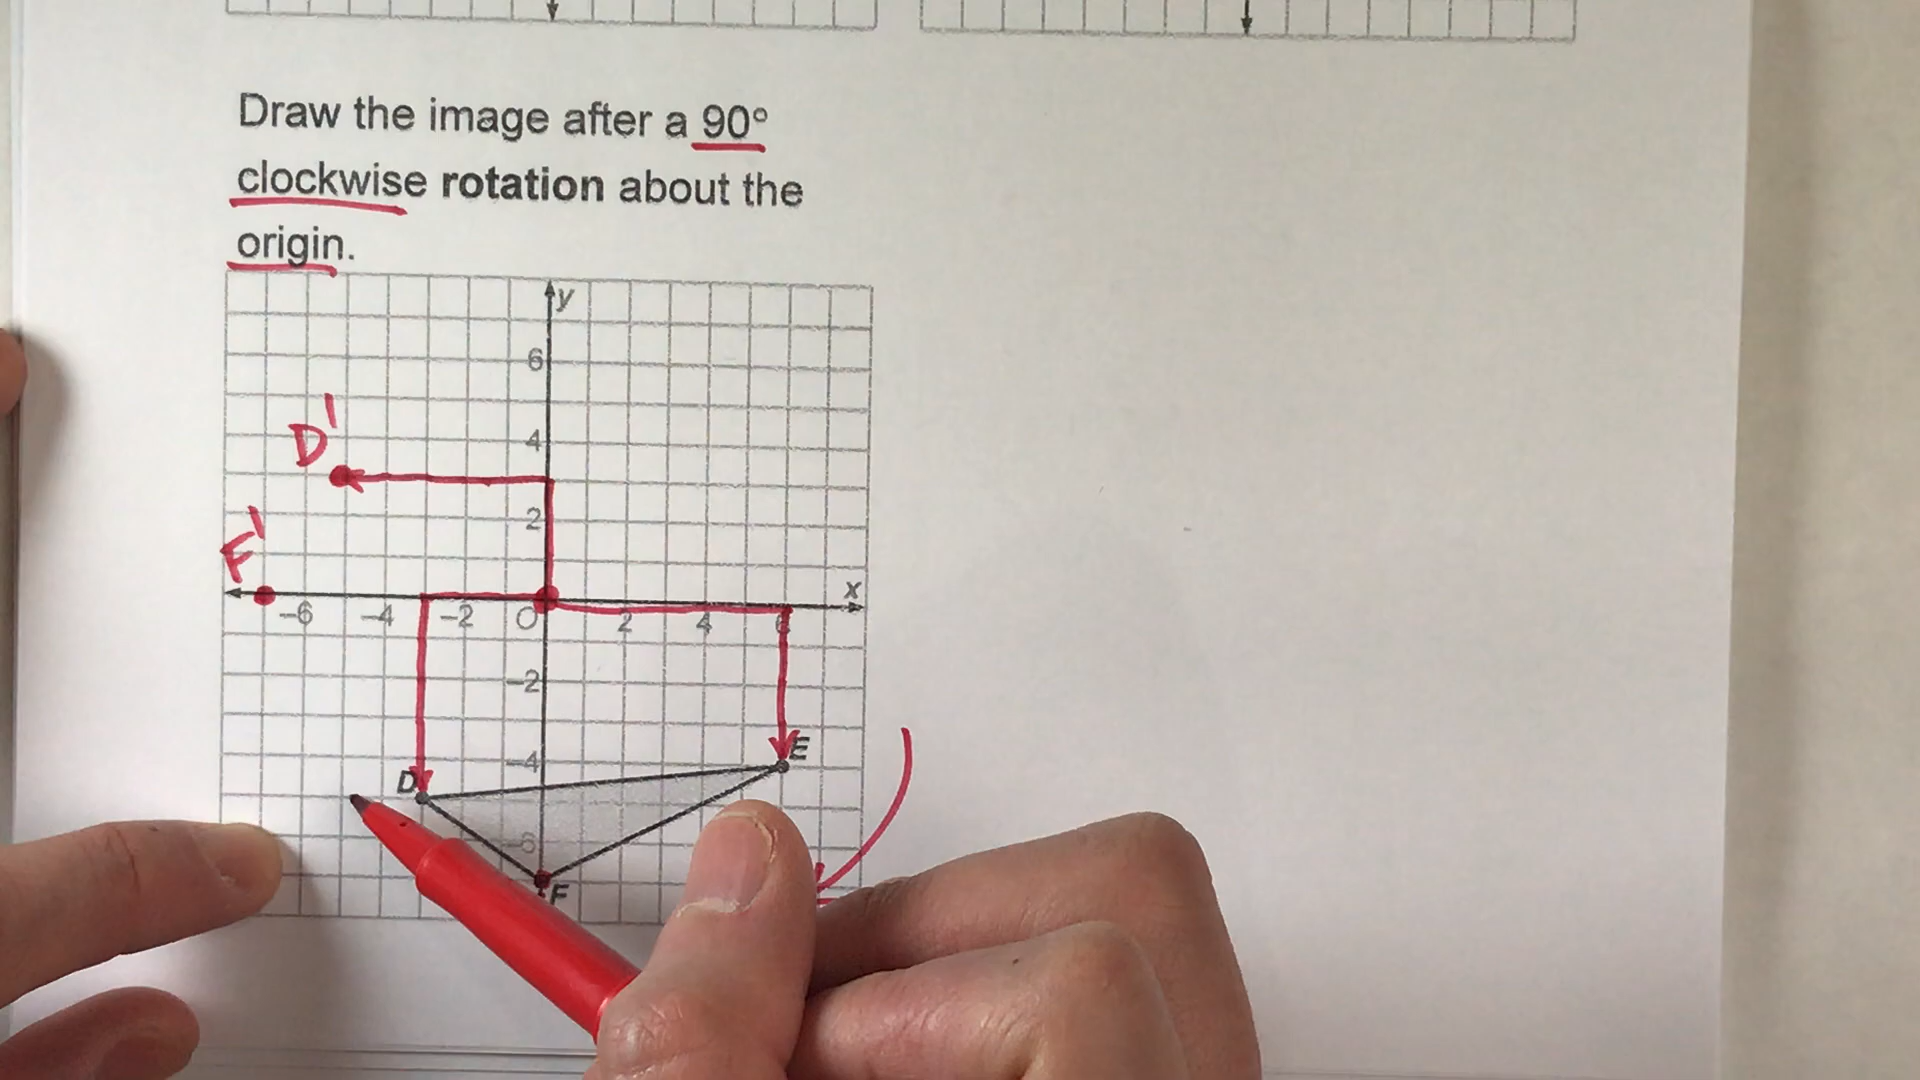 Draw the image after a 90°
clockwise rotation about the
origin.
y
6
D'
4
2
F'
x
-6 -4 -2 O 2 4 6
-2
E
-4
D
-6
F